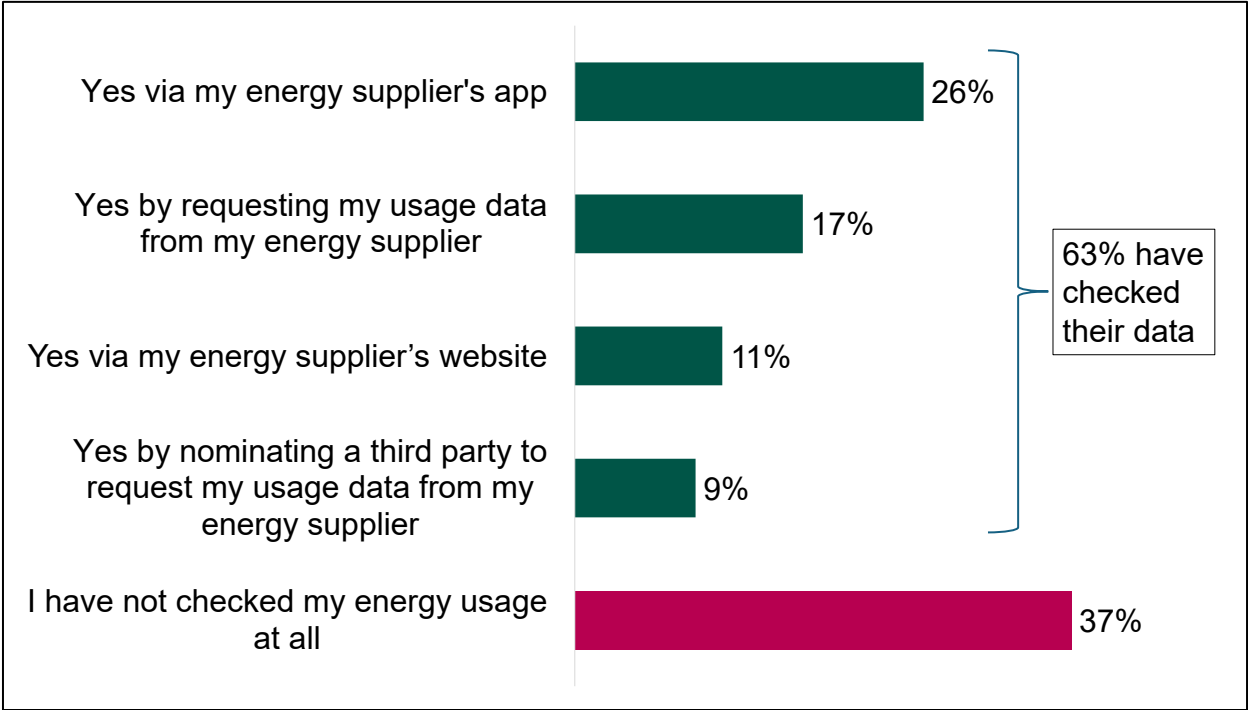 Yes via my energy supplier's app
26%
Yes by requesting my usage data
from my energy supplier
17%
Yes via my energy supplier’s website
11%
Yes by nominating a third party to
request my usage data from my
energy supplier
9%
I have not checked my energy usage
at all
37%
63% have
checked
their data